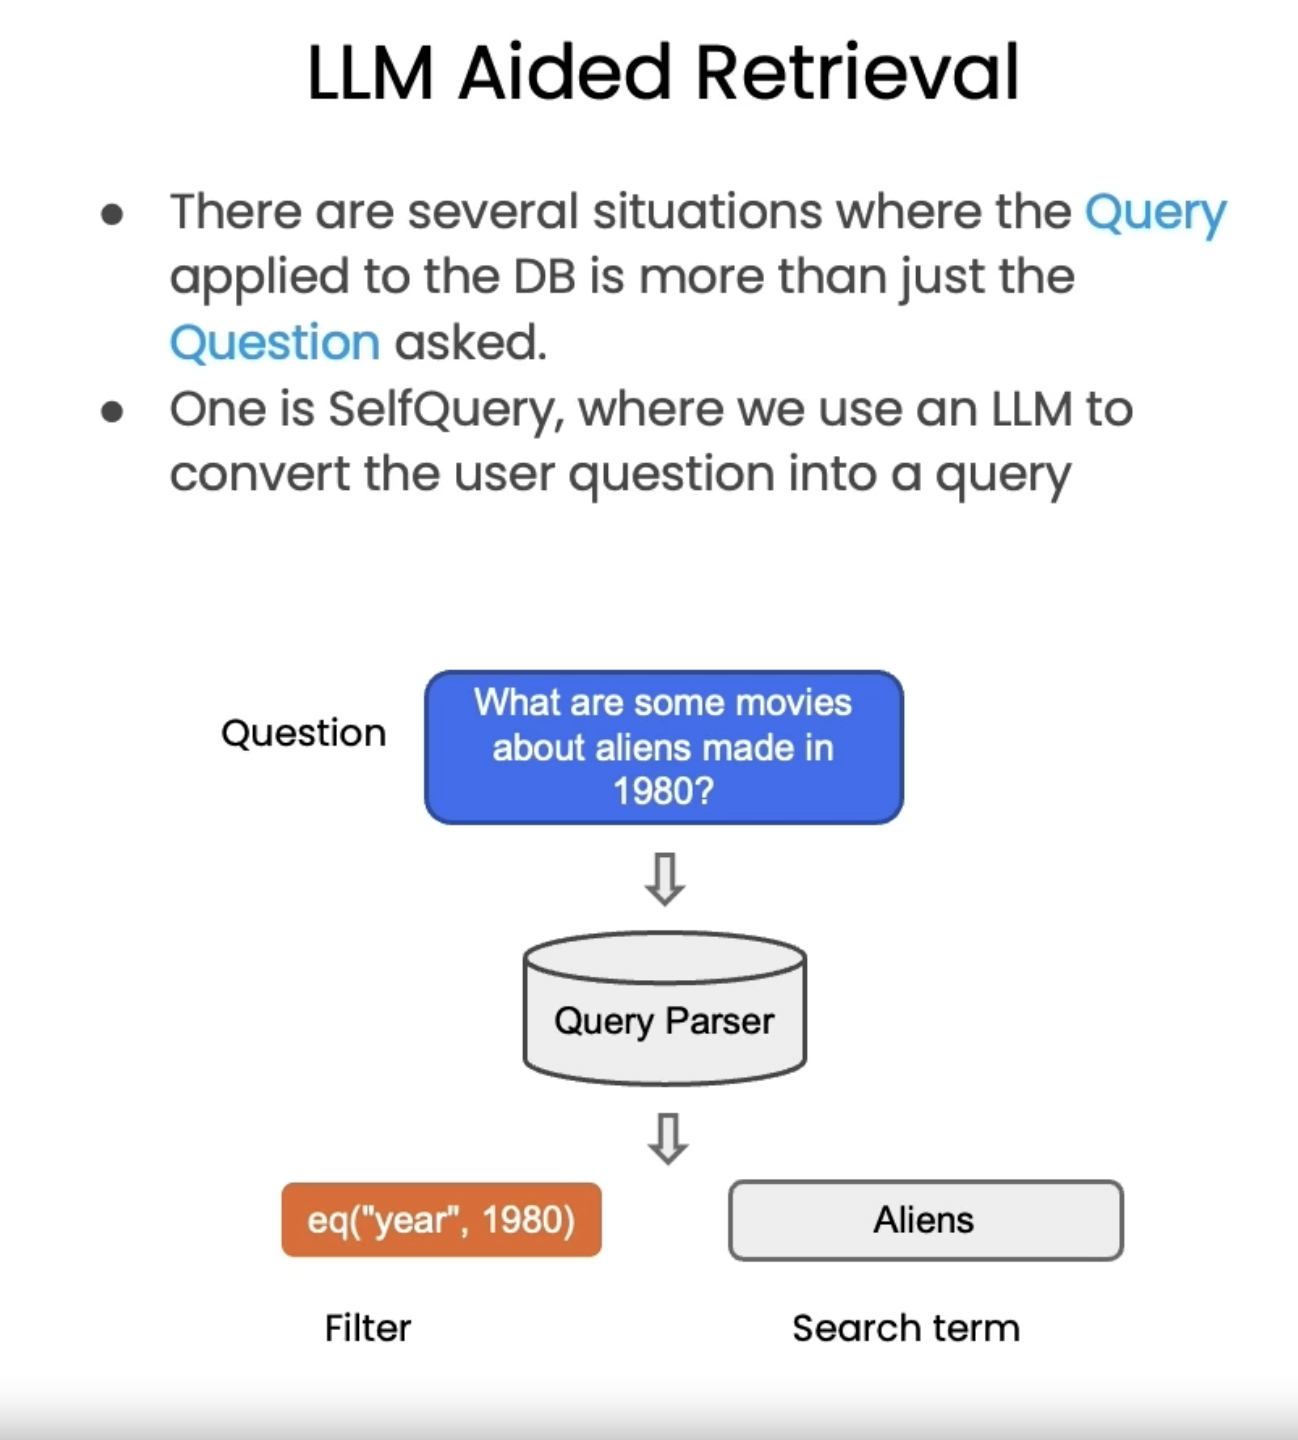 LLM Aided Retrieval
● There are several situations where the Query
applied to the DB is more than just the
Question asked.
● One is SelfQuery, where we use an LLM to
convert the user question into a query
Question
What are some movies
about aliens made in
1980?
Query Parser
eq("year", 1980)
Aliens
Filter
Search term